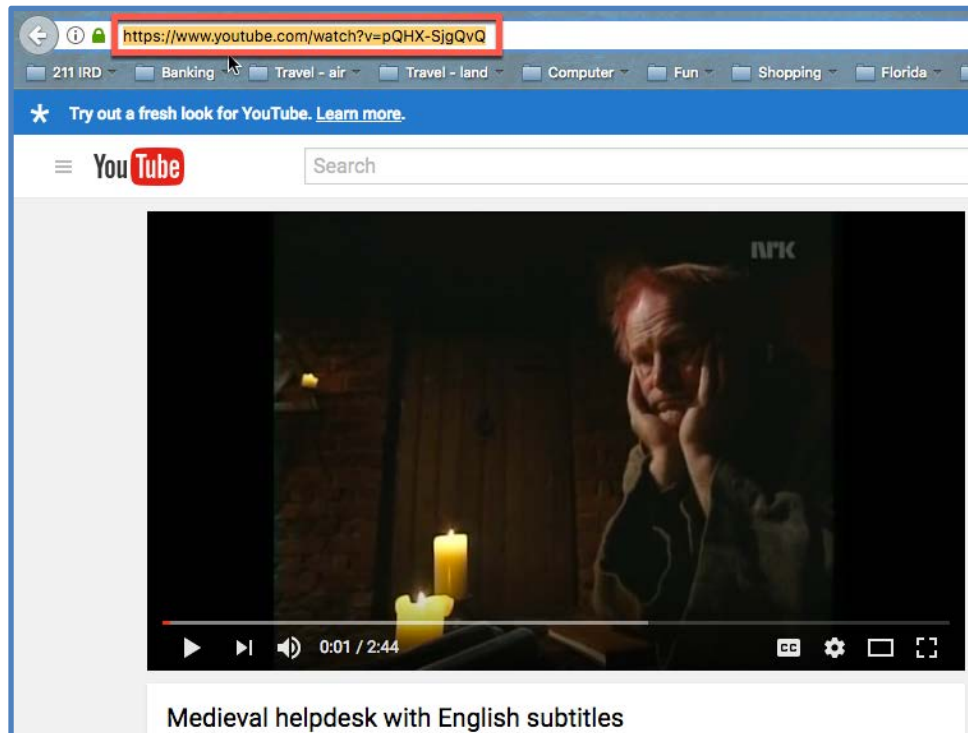 https://www.youtube.com/watch?v=pQHX-SjgQvQ
211 IRD Banking Travel - air Travel - land Computer Fun Shopping Florida
Try out a fresh look for YouTube. Learn more.
YouTube Search
nrk
0:01 / 2:44 CC
Medieval helpdesk with English subtitles